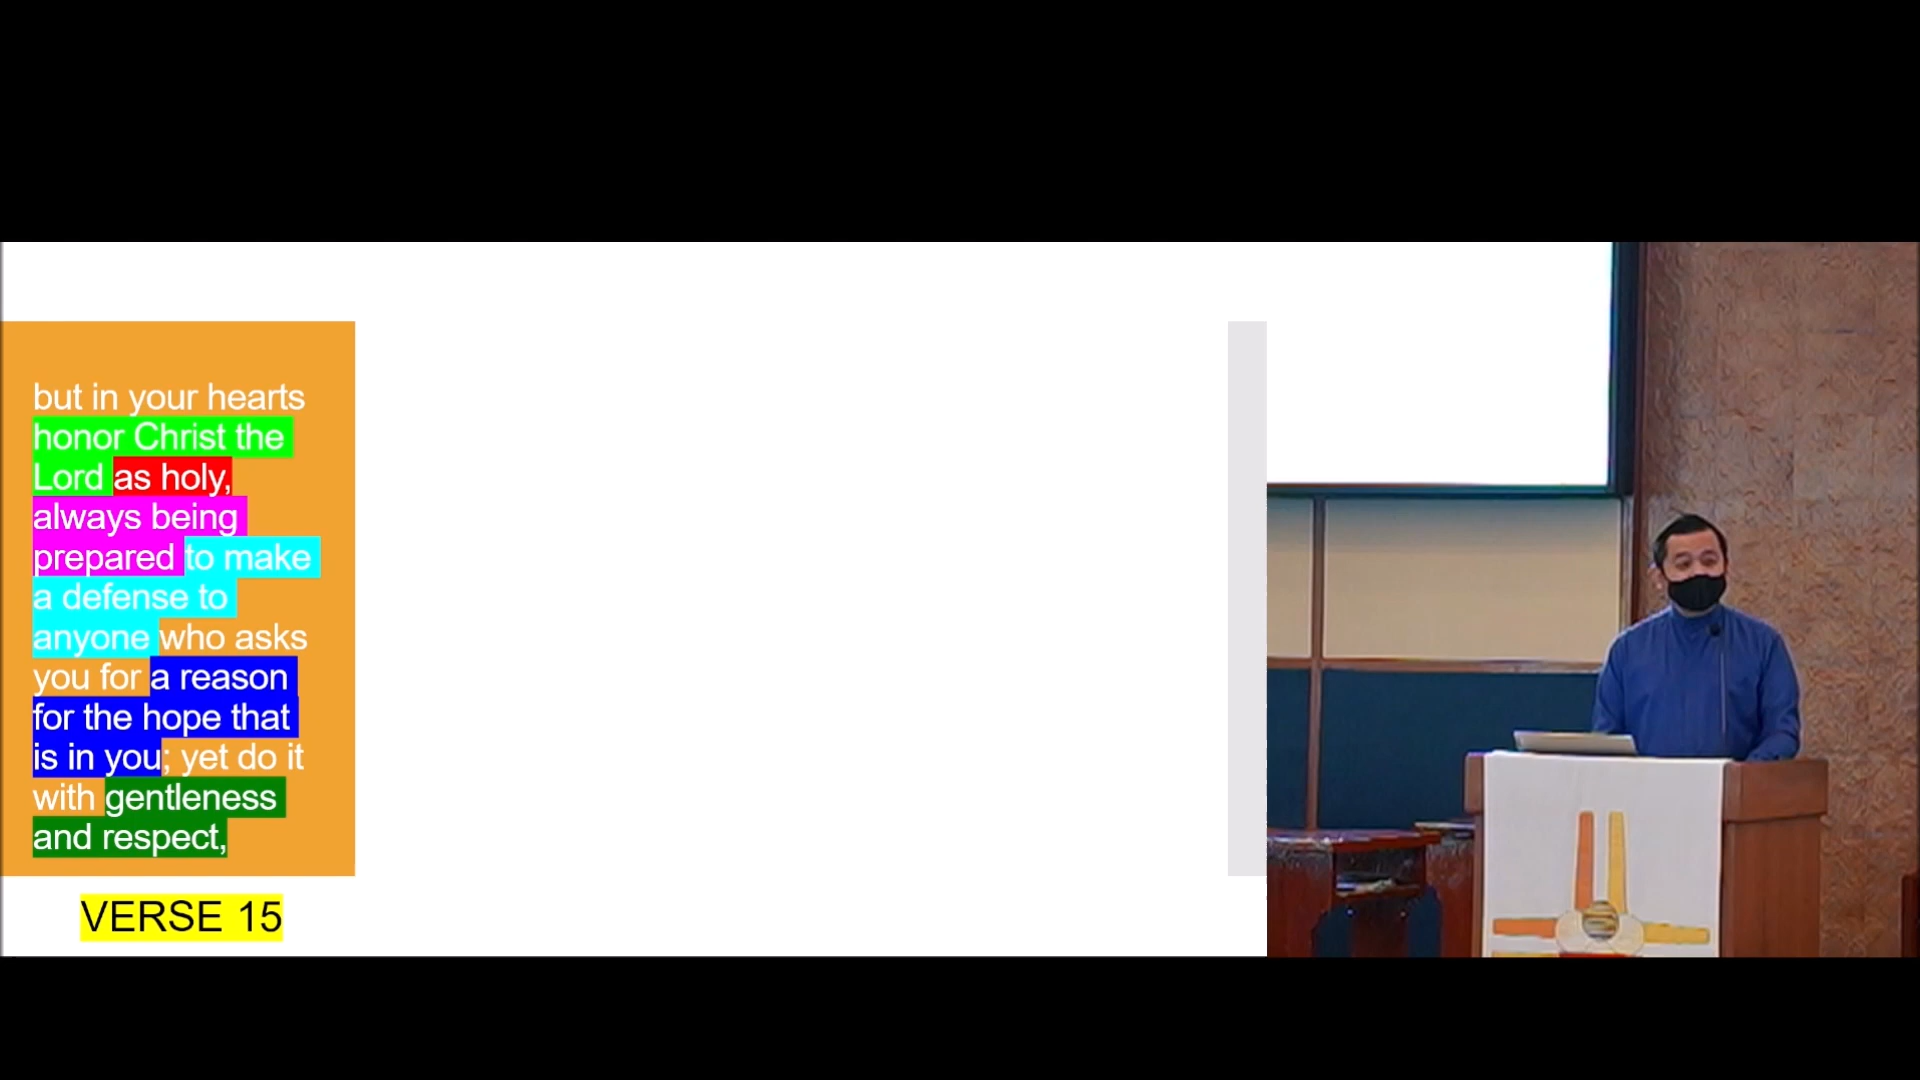 but in your hearts
honor Christ the
Lord as holy,
always being
prepared to make
a defense to
anyone who asks
you for a reason
for the hope that
is in you; yet do it
with gentleness
and respect,
VERSE 15